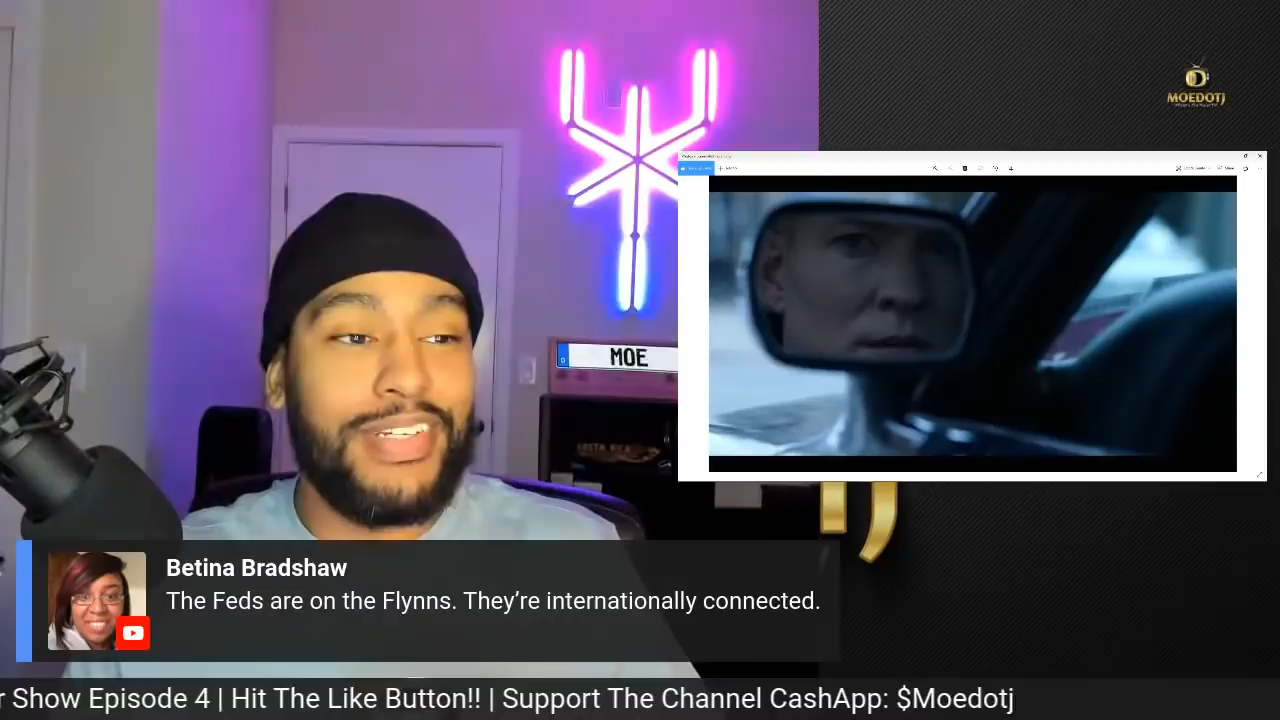 MOEDOTJ
MOE
Betina Bradshaw
The Feds are on the Flynns. They’re internationally connected.
r Show Episode 4 | Hit The Like Button!! | Support The Channel CashApp: $Moedotj